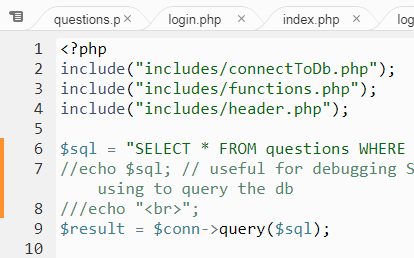 questions.p login.php index.php log
1 <?php
2 include("includes/connectToDb.php");
3 include("includes/functions.php");
4 include("includes/header.php");
5
6 $sql = "SELECT * FROM questions WHERE
7 //echo $sql; // useful for debugging S
using to query the db
8 ///echo "<br>";
9 $result = $conn->query($sql);
10